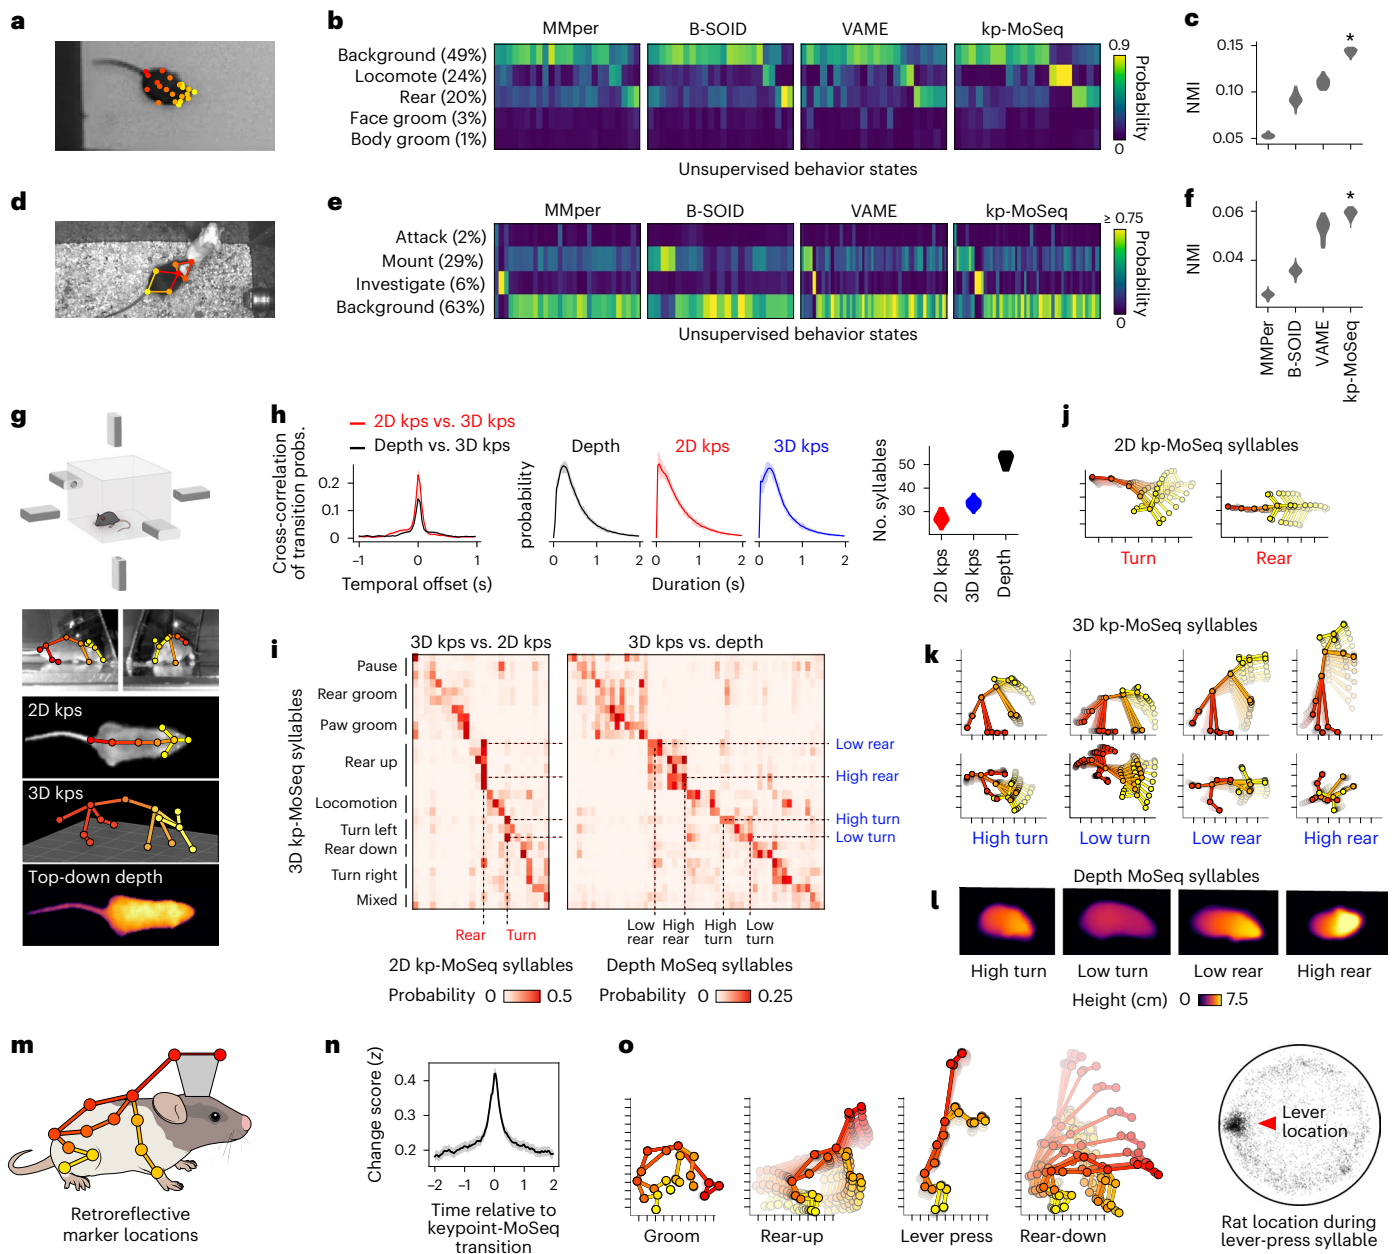 a
b
MMper
B-SOID
VAME
kp-MoSeq
Background (49%)
Locomote (24%)
Rear (20%)
Face groom (3%)
Body groom (1%)
0.9
Probability
0
Unsupervised behavior states
c
*
0.15
0.10
0.05
NMI
d
e
MMper
B-SOID
VAME
kp-MoSeq
Attack (2%)
Mount (29%)
Investigate (6%)
Background (63%)
≥ 0.75
Probability
0
Unsupervised behavior states
f
*
0.06
0.04
NMI
MMPer
B-SOID
VAME
kp-MoSeq
g
2D kps
3D kps
Top-down depth
h
2D kps vs. 3D kps
Depth vs. 3D kps
Cross-correlation
of transition probs.
0.2
0.1
0
–1
0
1
Temporal offset (s)
probability
Depth
2D kps
3D kps
0 1 2
0 1 2
0 1 2
Duration (s)
No. syllables
50
40
30
2D kps
3D kps
Depth
i
3D kps vs. 2D kps
3D kps vs. depth
3D kp-MoSeq syllables
Pause
Rear groom
Paw groom
Rear up
Locomotion
Turn left
Rear down
Turn right
Mixed
Low rear
High rear
High turn
Low turn
Rear
Turn
Low rear
High rear
High turn
Low turn
2D kp-MoSeq syllables
Depth MoSeq syllables
Probability 0 0.5
Probability 0 0.25
j
2D kp-MoSeq syllables
Turn
Rear
3D kp-MoSeq syllables
k
High turn
Low turn
Low rear
High rear
Depth MoSeq syllables
l
High turn
Low turn
Low rear
High rear
Height (cm) 0 7.5
m
Retroreflective
marker locations
n
Change score (z)
0.4
0.3
0.2
−2 −1 0 1 2
Time relative to
keypoint-MoSeq
transition
o
Groom
Rear-up
Lever press
Rear-down
Lever
location
Rat location during
lever-press syllable